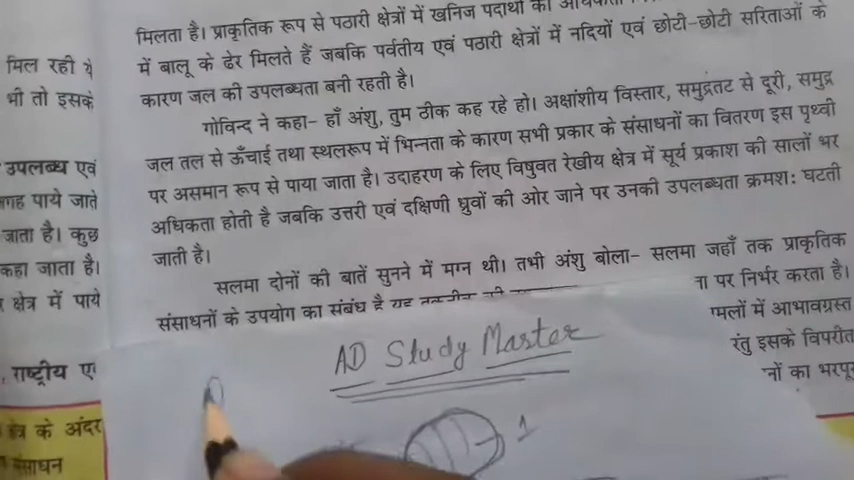 मिलता है। प्राकृतिक रूप से पठारी क्षेत्रों में खनिज पदार्थों की
में बालू के ढेर मिलते हैं जबकि पर्वतीय एवं पठारी क्षेत्रों में नदियों एवं छोटी-छोटी सरिताओं के
कारण जल की उपलब्धता बनी रहती है।
गोविन्द ने कहा- हाँ अंशु, तुम ठीक कह रहे हो। अक्षांशीय विस्तार, समुद्रतट से दूरी, समुद्र
जल तल से ऊँचाई तथा स्थलरूप में भिन्नता के कारण सभी प्रकार के संसाधनों का वितरण इस पृथ्वी
पर असमान रूप से पाया जाता है। उदाहरण के लिए विषुवत रेखीय क्षेत्र में सूर्य प्रकाश की सालों भर
अधिकता होती है जबकि उत्तरी एवं दक्षिणी ध्रुवों की ओर जाने पर उनकी उपलब्धता क्रमश: घटती
जाती है।
सलमा दोनों की बातें सुनने में मग्न थी। तभी अंशु बोला- सलमा जहाँ तक प्राकृतिक
संसाधनों के उपयोग का संबंध है यह तकनीक की
पर निर्भर करता है।
में आभावग्रस्त
इसके विपरीत
का भरपूर
मिल रही ये
भी तो इसके
उपलब्ध एवं
जगह पाये जाते
जाता है। कुछ
कहा जाता है।
क्षेत्र में पाये
राष्ट्रीय
क्षेत्र के अंदर
संसाधन
AD Study Master
1